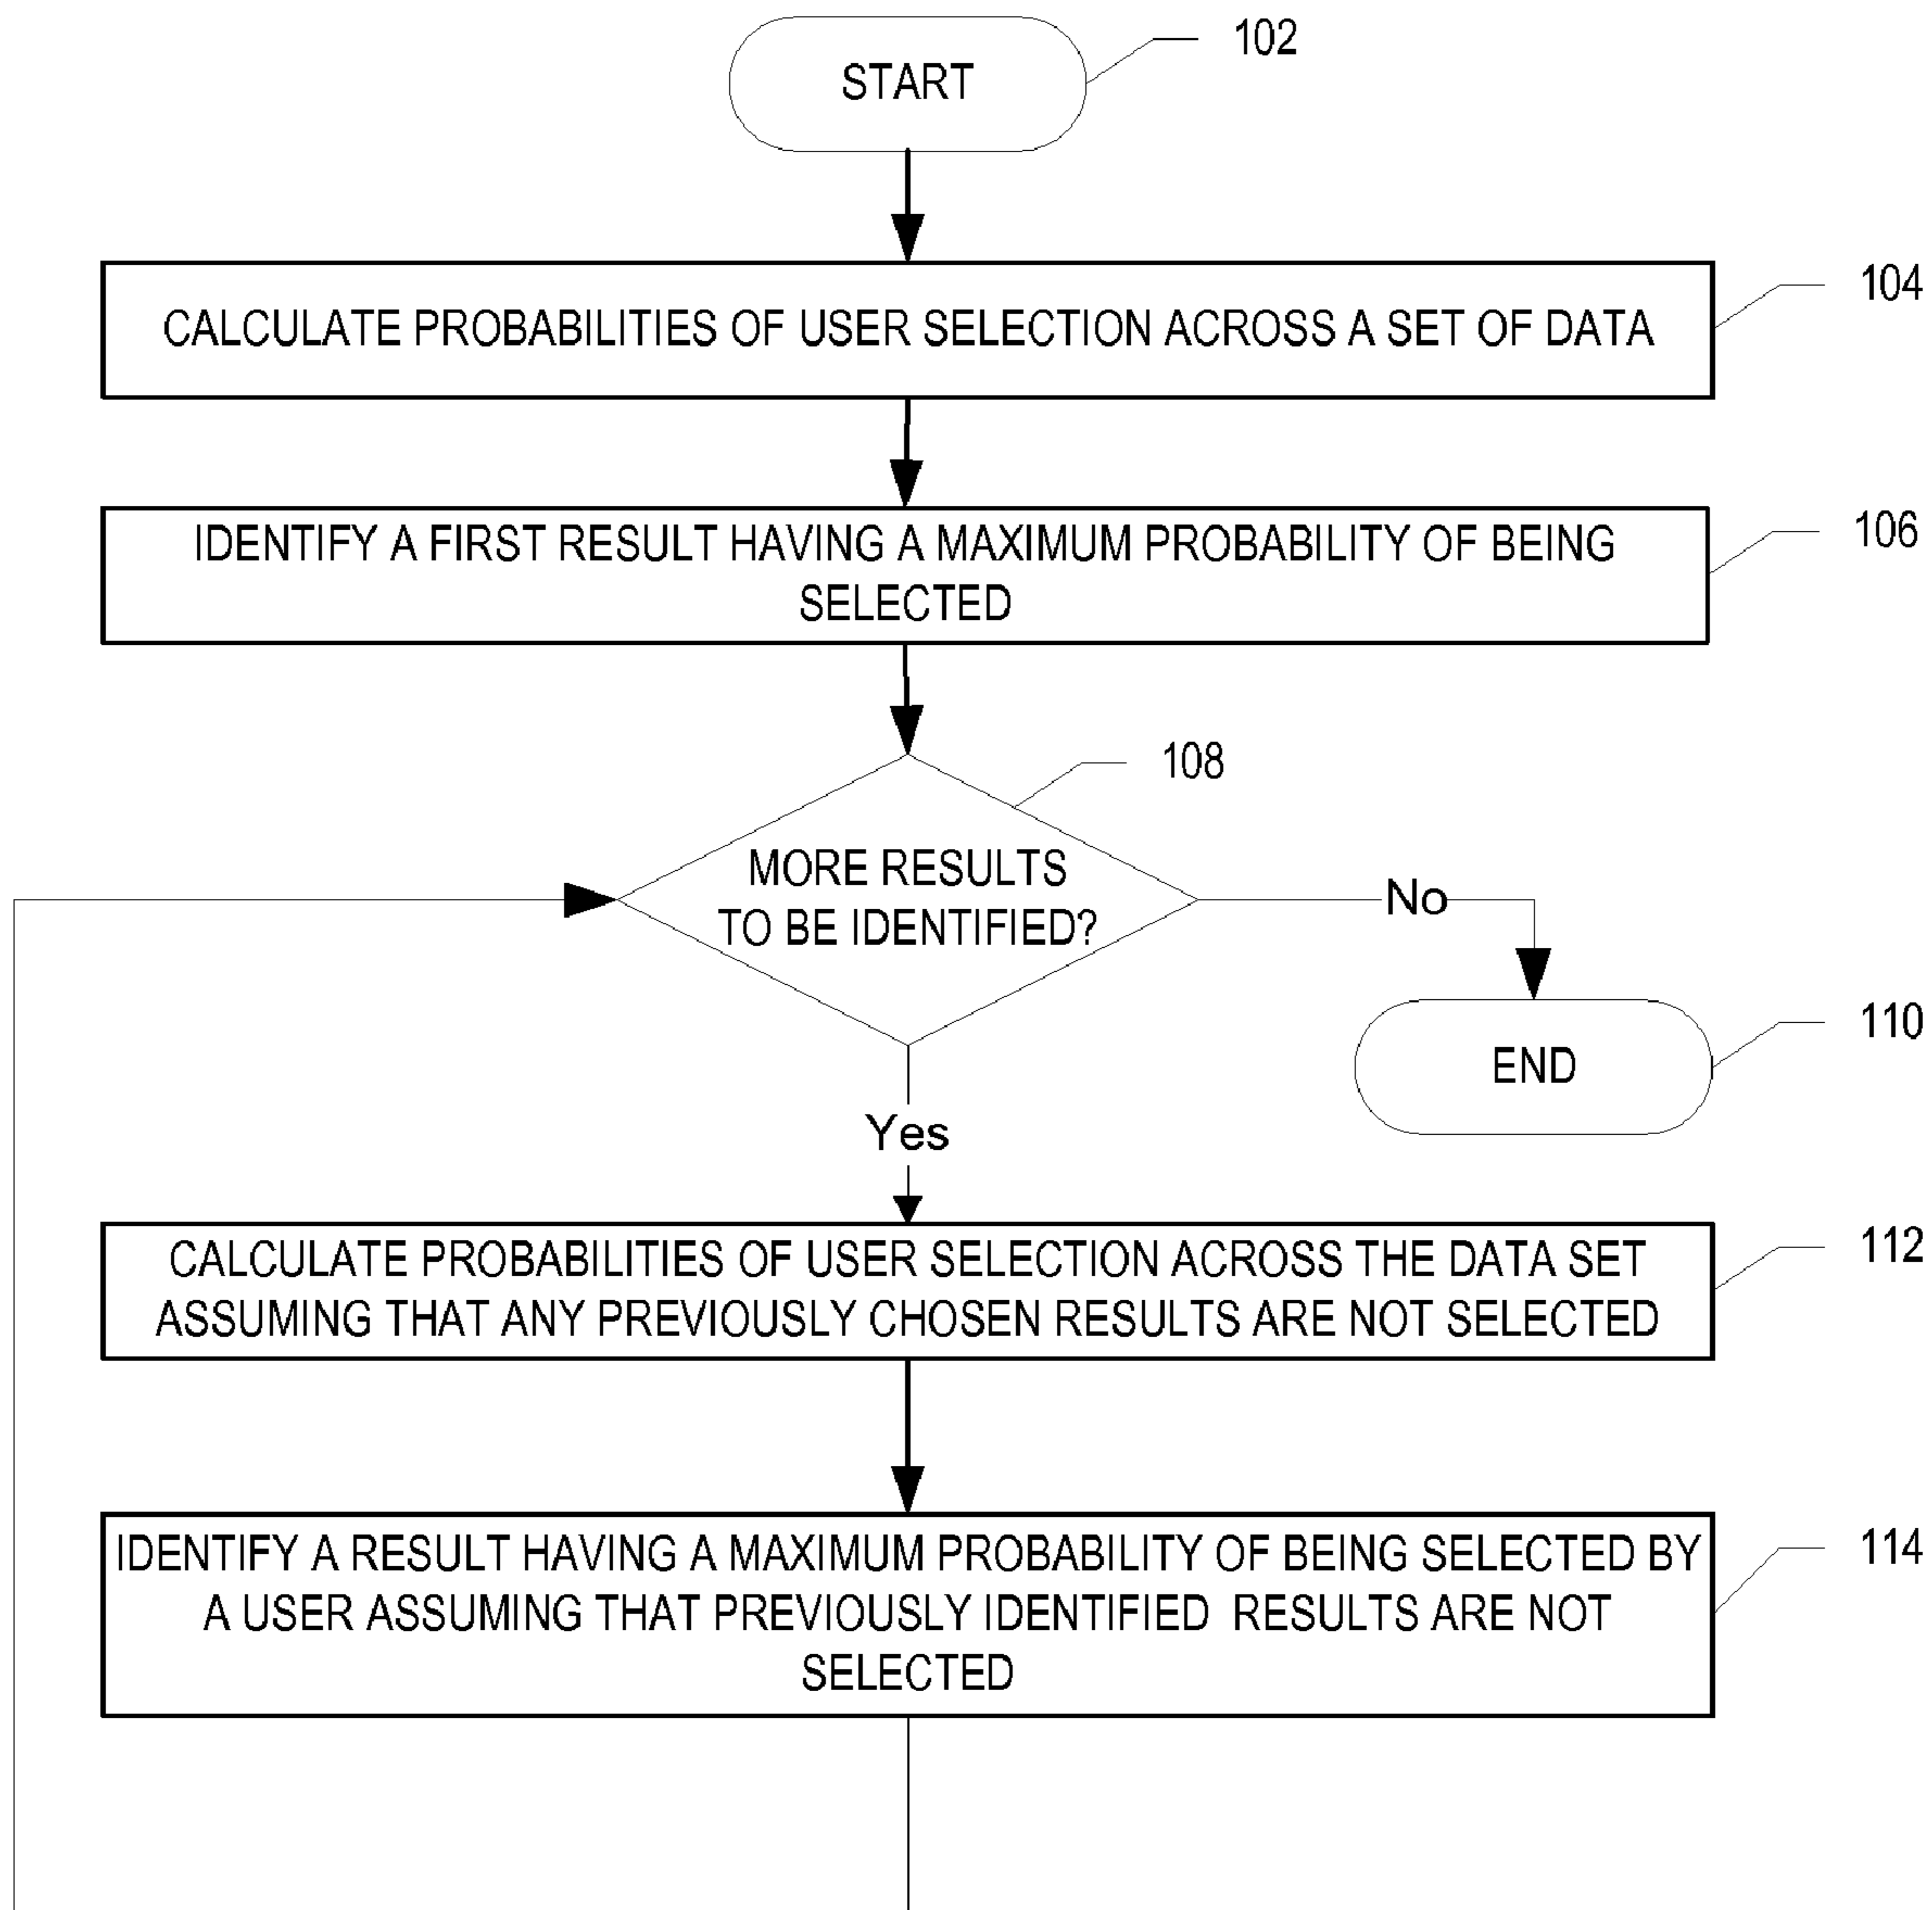 102
START
104
CALCULATE PROBABILITIES OF USER SELECTION ACROSS A SET OF DATA
106
IDENTIFY A FIRST RESULT HAVING A MAXIMUM PROBABILITY OF BEING
SELECTED
108
MORE RESULTS
TO BE IDENTIFIED?
No
110
END
Yes
112
CALCULATE PROBABILITIES OF USER SELECTION ACROSS THE DATA SET
ASSUMING THAT ANY PREVIOUSLY CHOSEN RESULTS ARE NOT SELECTED
114
IDENTIFY A RESULT HAVING A MAXIMUM PROBABILITY OF BEING SELECTED BY
A USER ASSUMING THAT PREVIOUSLY IDENTIFIED RESULTS ARE NOT
SELECTED